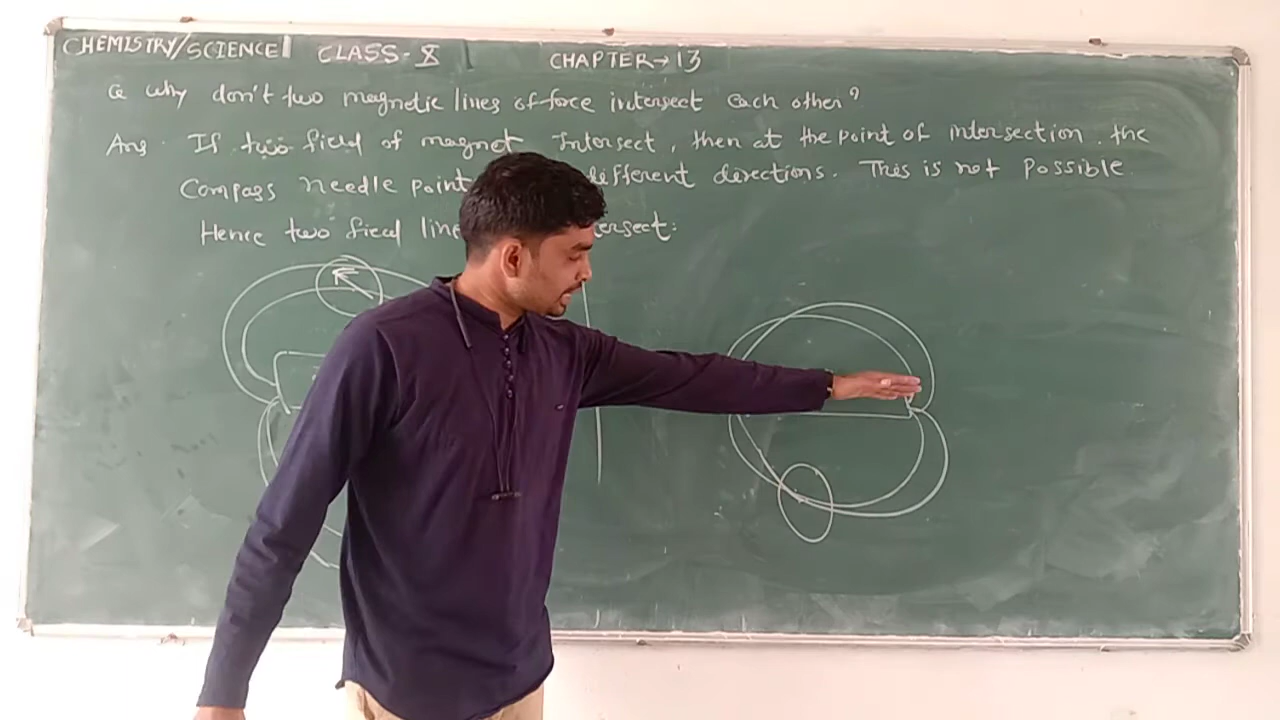 CHEMISTRY/SCIENCE CLASS-X CHAPTER→13
Q why don't two magnetic lines of force intersect each other?
Ans If two field of magnet Intersect, then at the point of intersection. the
Compass needle point different directions. This is not possible
Hence two field line